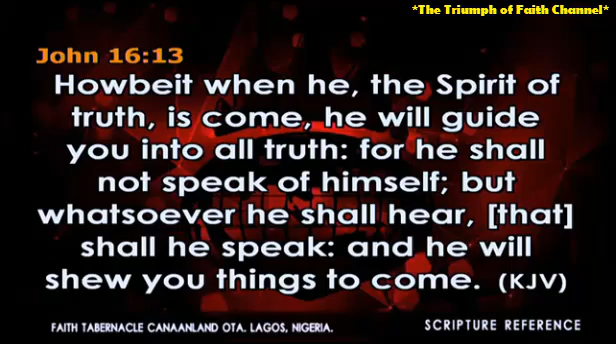 *The Triumph of Faith Channel*
John 16:13
Howbeit when he, the Spirit of
truth, is come, he will guide
you into all truth: for he shall
not speak of himself; but
whatsoever he shall hear, [that]
shall he speak: and he will
shew you things to come. (KJV)
FAITH TABERNACLE CANAANLAND OTA. LAGOS, NIGERIA.
SCRIPTURE REFERENCE